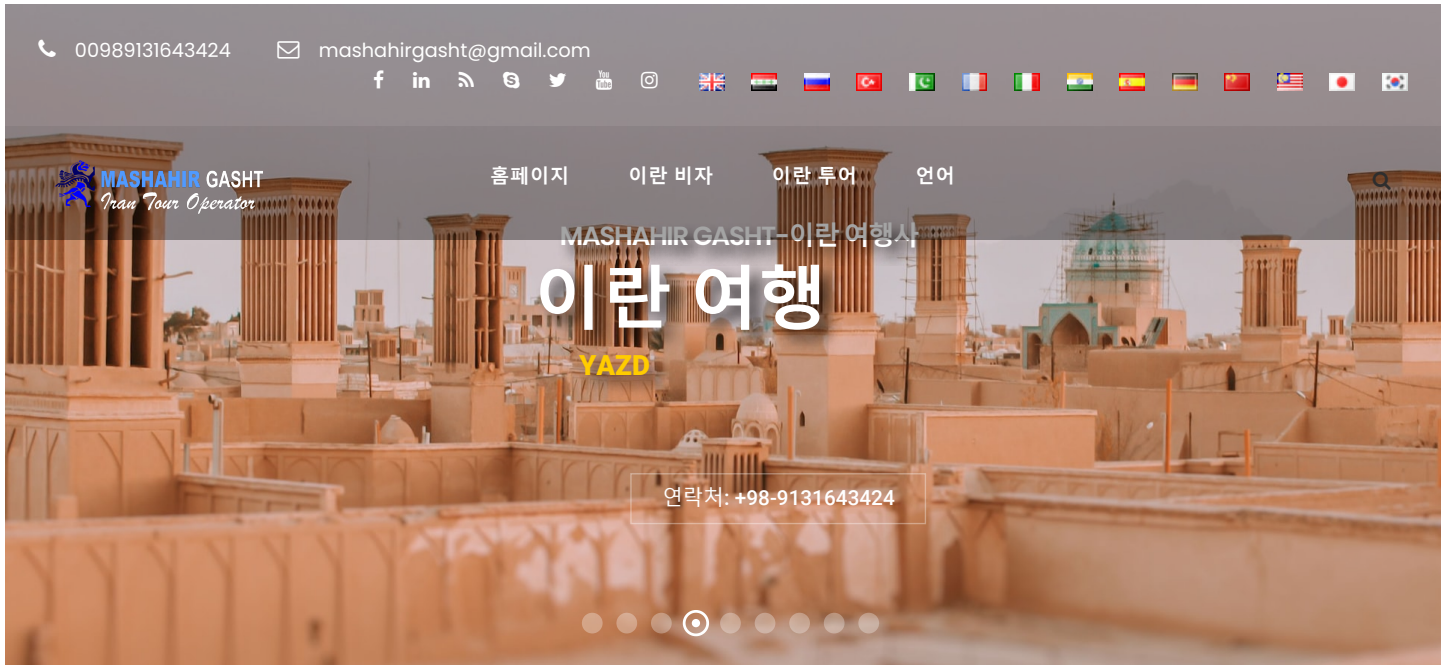 00989131643424 mashahirgasht@gmail.com
You Tube
MASHAHIR GASHT
Iran Tour Operator
홈페이지 이란 비자 이란 투어 언어
MASHAHIR GASHT-이란 여행사
이란 여행
YAZD
연락처: +98-9131643424